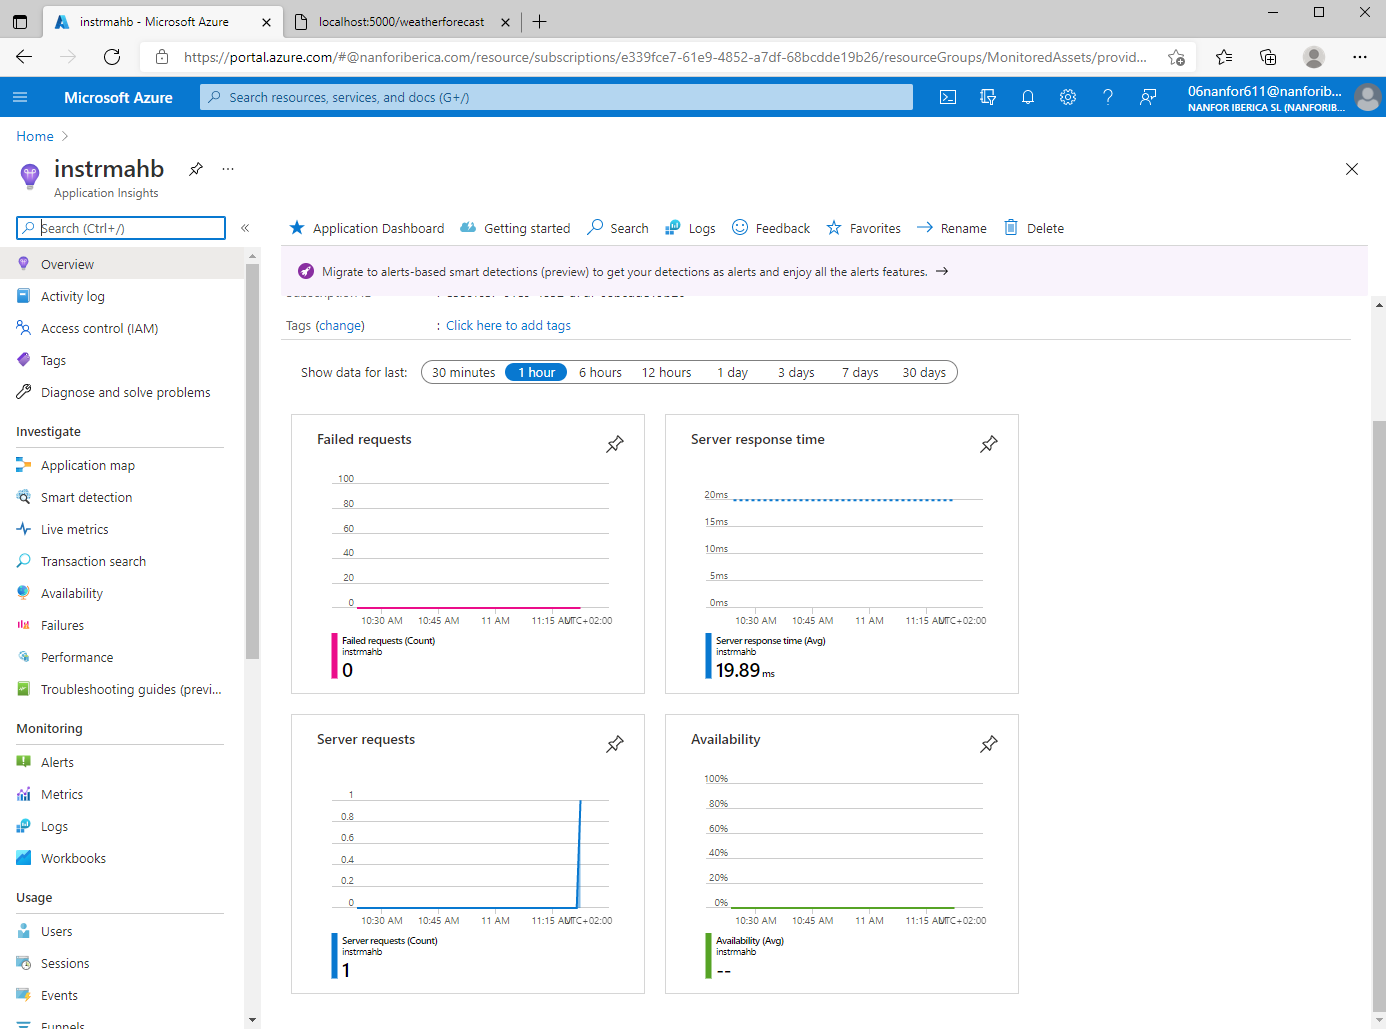 instrmahb - Microsoft Azure
localhost:5000/weatherforecast
https://portal.azure.com/#@nanforiberica.com/resource/subscriptions/e339fce7-61e9-4852-a7df-68bcdde19b26/resourceGroups/MonitoredAssets/provid...
Microsoft Azure
Search resources, services, and docs (G+/)
06nanfor611@nanforib...
NANFOR IBERICA SL (NANFORIB...
Home
instrmahb
Application Insights
Search (Ctrl+/)
Application Dashboard
Getting started
Search
Logs
Feedback
Favorites
Rename
Delete
Overview
Activity log
Access control (IAM)
Tags
Diagnose and solve problems
Investigate
Application map
Smart detection
Live metrics
Transaction search
Availability
Failures
Performance
Troubleshooting guides (previ...
Monitoring
Alerts
Metrics
Logs
Workbooks
Usage
Users
Sessions
Events
Funnels
Migrate to alerts-based smart detections (preview) to get your detections as alerts and enjoy all the alerts features.
Tags (change)
: Click here to add tags
Show data for last:
30 minutes
1 hour
6 hours
12 hours
1 day
3 days
7 days
30 days
Failed requests
100
80
60
40
20
0
10:30 AM
10:45 AM
11 AM
11:15 AM
UTC+02:00
Failed requests (Count)
instrmahb
0
Server response time
20ms
15ms
10ms
5ms
0ms
10:30 AM
10:45 AM
11 AM
11:15 AM
UTC+02:00
Server response time (Avg)
instrmahb
19.89 ms
Server requests
1
0.8
0.6
0.4
0.2
0
10:30 AM
10:45 AM
11 AM
11:15 AM
UTC+02:00
Server requests (Count)
instrmahb
1
Availability
100%
80%
60%
40%
20%
0%
10:30 AM
10:45 AM
11 AM
11:15 AM
UTC+02:00
Availability (Avg)
instrmahb
--